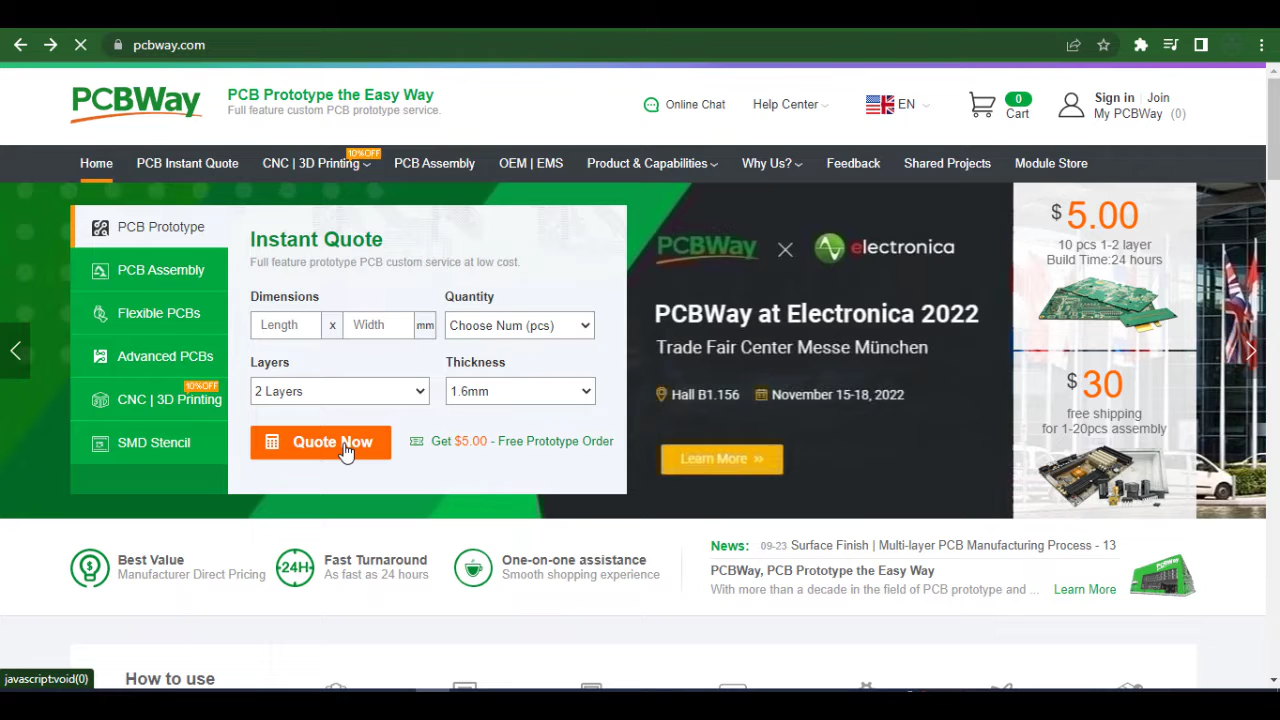 pcbway.com
PCBWay
PCB Prototype the Easy Way
Full feature custom PCB prototype service.
Online Chat
Help Center
EN
0
Cart
Sign in | Join
My PCBWay (0)
Home
PCB Instant Quote
CNC | 3D Printing
10%OFF
PCB Assembly
OEM | EMS
Product & Capabilities
Why Us?
Feedback
Shared Projects
Module Store
PCB Prototype
PCB Assembly
Flexible PCBs
Advanced PCBs
10%OFF
CNC | 3D Printing
SMD Stencil
Instant Quote
Full feature prototype PCB custom service at low cost.
Dimensions
Quantity
Length x Width mm
Choose Num (pcs)
Layers
Thickness
2 Layers
1.6mm
Quote Now
Get $5.00 - Free Prototype Order
PCBWay X electronica
PCBWay at Electronica 2022
Trade Fair Center Messe München
Hall B1.156
November 15-18, 2022
Learn More »
$ 5.00
10 pcs 1-2 layer
Build Time:24 hours
$ 30
free shipping
for 1-20pcs assembly
Best Value
Manufacturer Direct Pricing
24H
Fast Turnaround
As fast as 24 hours
One-on-one assistance
Smooth shopping experience
News: 09-23 Surface Finish | Multi-layer PCB Manufacturing Process - 13
PCBWay, PCB Prototype the Easy Way
With more than a decade in the field of PCB prototype and ...
Learn More
How to use
javascript:void(0)